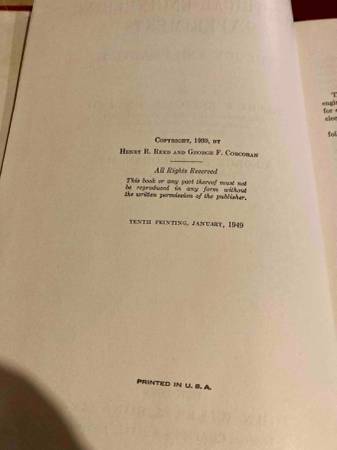 COPYRIGHT, 1939, BY
HENRY R. REED AND GEORGE F. CORCORAN
All Rights Reserved
This book or any part thereof must not
be reproduced in any form without
the written permission of the publisher.
TENTH PRINTING, JANUARY, 1949
PRINTED IN U.S.A.